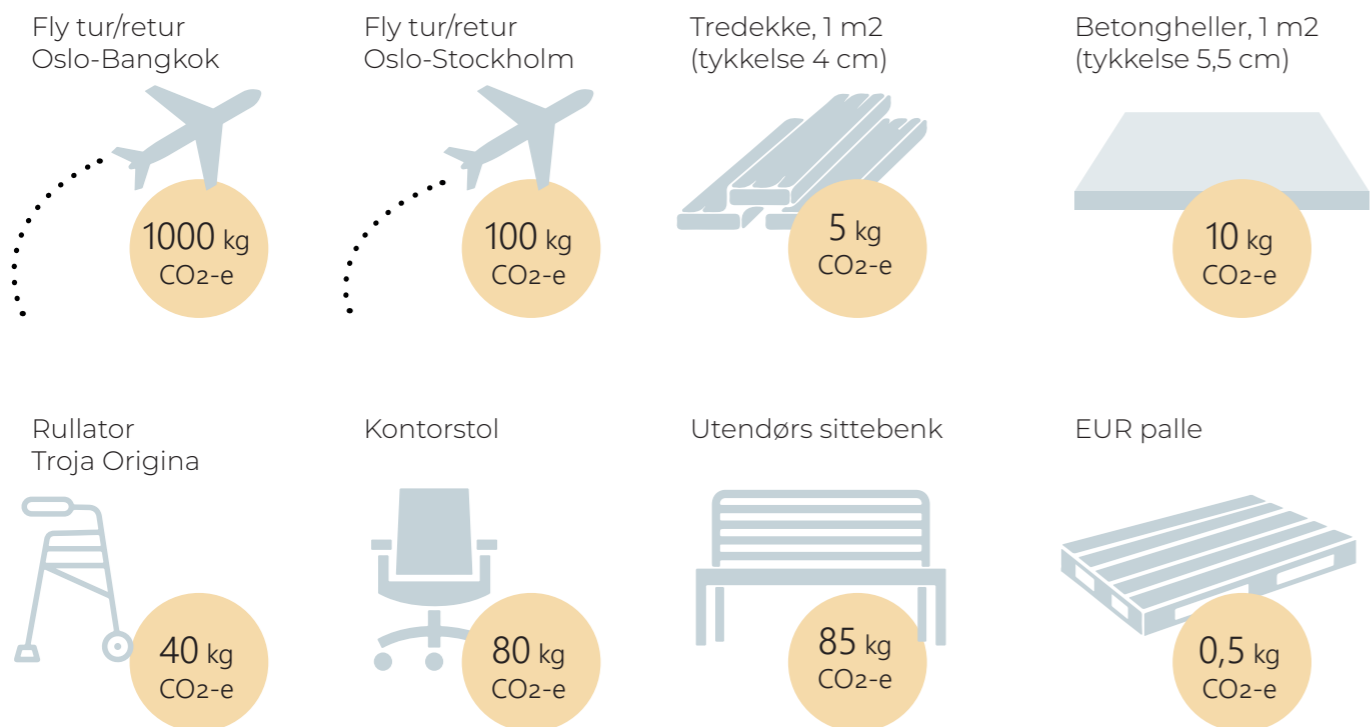 Fly tur/retur
Oslo-Bangkok
1000 kg
CO2-e
Fly tur/retur
Oslo-Stockholm
100 kg
CO2-e
Tredekke, 1 m2
(tykkelse 4 cm)
5 kg
CO2-e
Betongheller, 1 m2
(tykkelse 5,5 cm)
10 kg
CO2-e
Rullator
Troja Origina
40 kg
CO2-e
Kontorstol
80 kg
CO2-e
Utendørs sittebenk
85 kg
CO2-e
EUR palle
0,5 kg
CO2-e